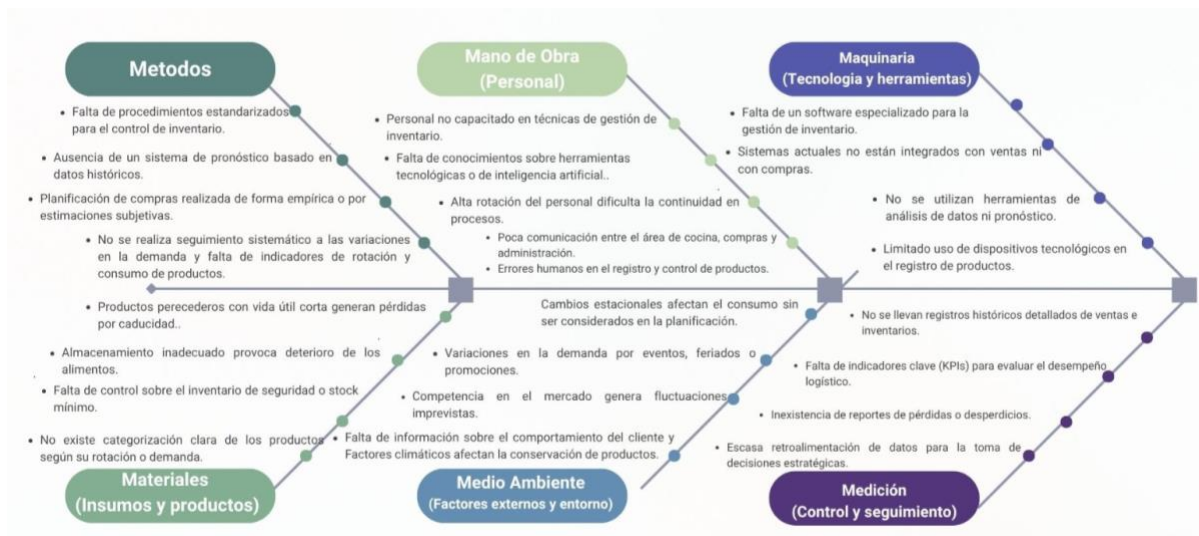 Metodos
• Falta de procedimientos estandarizados
para el control de inventario.
• Ausencia de un sistema de pronóstico basado en
datos históricos.
• Planificación de compras realizada de forma empírica o por
estimaciones subjetivas.
• No se realiza seguimiento sistemático a las variaciones
en la demanda y falta de indicadores de rotación y
consumo de productos.
Mano de Obra
(Personal)
• Personal no capacitado en técnicas de gestión de
inventario.
• Falta de conocimientos sobre herramientas
tecnológicas o de inteligencia artificial..
• Alta rotación del personal dificulta la continuidad en
procesos.
• Poca comunicación entre el área de cocina, compras y
administración.
• Errores humanos en el registro y control de productos.
Maquinaria
(Tecnologia y herramientas)
• Falta de un software especializado para la
gestión de inventario.
• Sistemas actuales no están integrados con ventas ni
con compras.
• No se utilizan herramientas de
análisis de datos ni pronóstico.
• Limitado uso de dispositivos tecnológicos en
el registro de productos.
• Productos perecederos con vida útil corta generan pérdidas
por caducidad..
• Almacenamiento inadecuado provoca deterioro de los
alimentos.
• Falta de control sobre el inventario de seguridad o stock
mínimo.
• No existe categorización clara de los productos
según su rotación o demanda.
Materiales
(Insumos y productos)
Cambios estacionales afectan el consumo sin
ser considerados en la planificación.
• Variaciones en la demanda por eventos, feriados o
promociones.
• Competencia en el mercado genera fluctuaciones
imprevistas.
• Falta de información sobre el comportamiento del cliente y
Factores climáticos afectan la conservación de productos.
Medio Ambiente
(Factores externos y entorno)
• No se llevan registros históricos detallados de ventas e
inventarios.
• Falta de indicadores clave (KPIs) para evaluar el desempeño
logístico.
• Inexistencia de reportes de pérdidas o desperdicios.
• Escasa retroalimentación de datos para la toma de
decisiones estratégicas.
Medición
(Control y seguimiento)